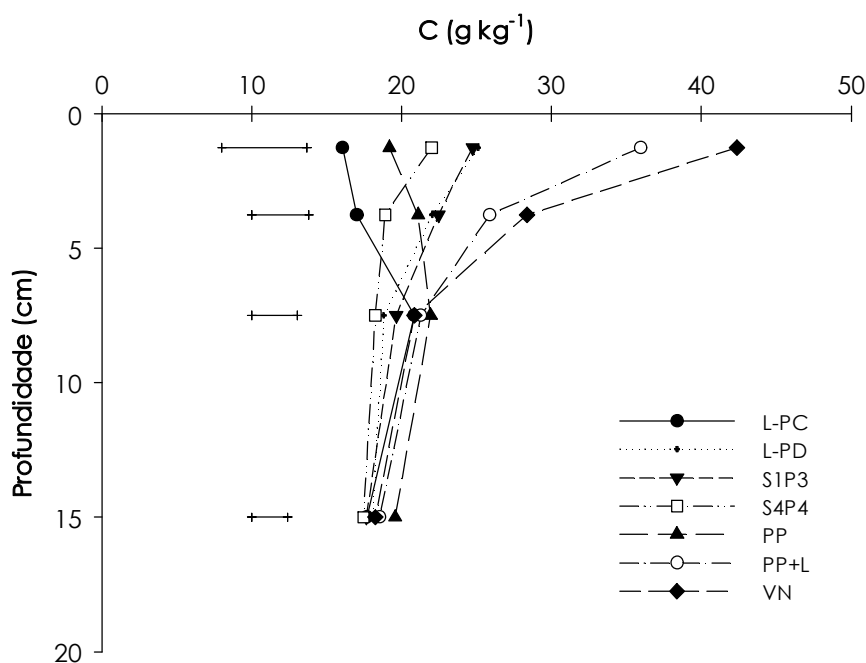 C (g kg⁻¹)
0 10 20 30 40 50
0
5
10
15
20
Profundidade (cm)
L-PC
L-PD
S1P3
S4P4
PP
PP+L
VN